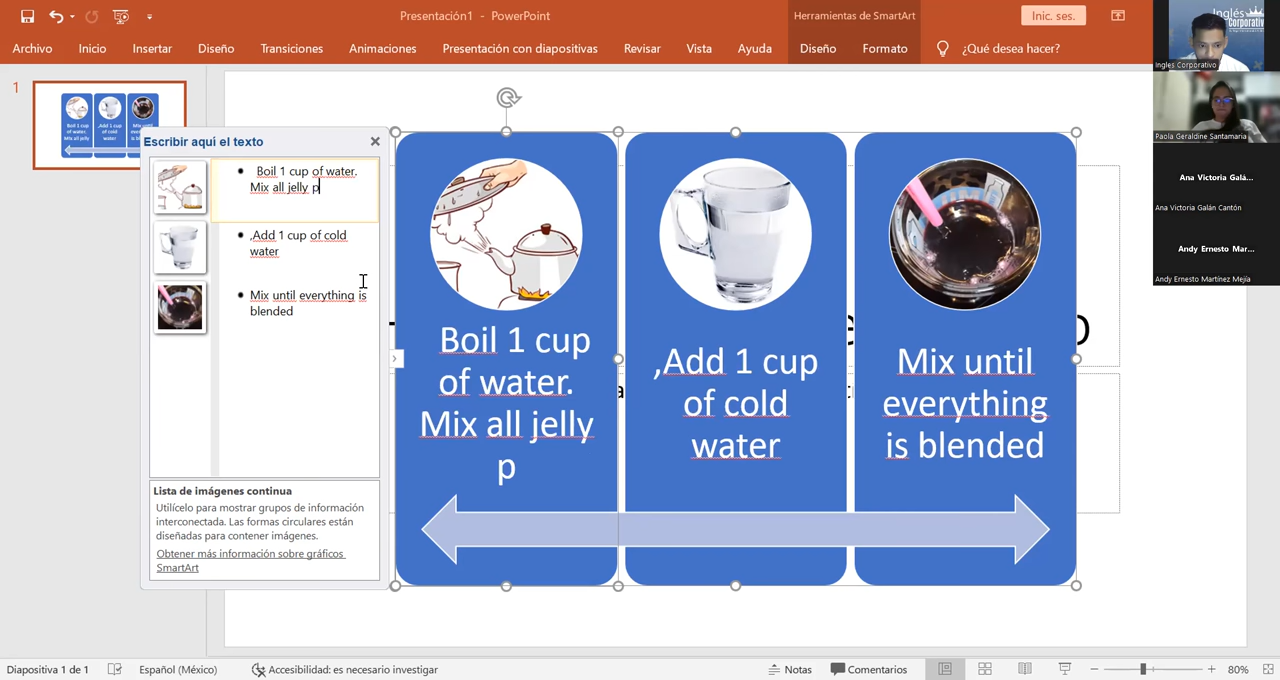 Presentación1 - PowerPoint
Herramientas de SmartArt
Inic. ses.
Archivo
Inicio
Insertar
Diseño
Transiciones
Animaciones
Presentación con diapositivas
Revisar
Vista
Ayuda
Diseño
Formato
¿Qué desea hacer?
Inglés
Corporativo
Ingles Corporativo
Paola Geraldine Santamaria
Ana Victoria Galá...
Ana Victoria Galán Cantón
Andy Ernesto Mar...
Andy Ernesto Martínez Mejía
1
Escribir aquí el texto
Boil 1 cup of water.
Mix all jelly p
,Add 1 cup of cold
water
Mix until everything is
blended
Lista de imágenes continua
Utilícelo para mostrar grupos de información
interconectada. Las formas circulares están
diseñadas para contener imágenes.
Obtener más información sobre gráficos
SmartArt
Boil 1 cup
of water.
Mix all jelly
p
,Add 1 cup
of cold
water
Mix until
everything
is blended
Diapositiva 1 de 1
Español (México)
Accesibilidad: es necesario investigar
Notas
Comentarios
80%